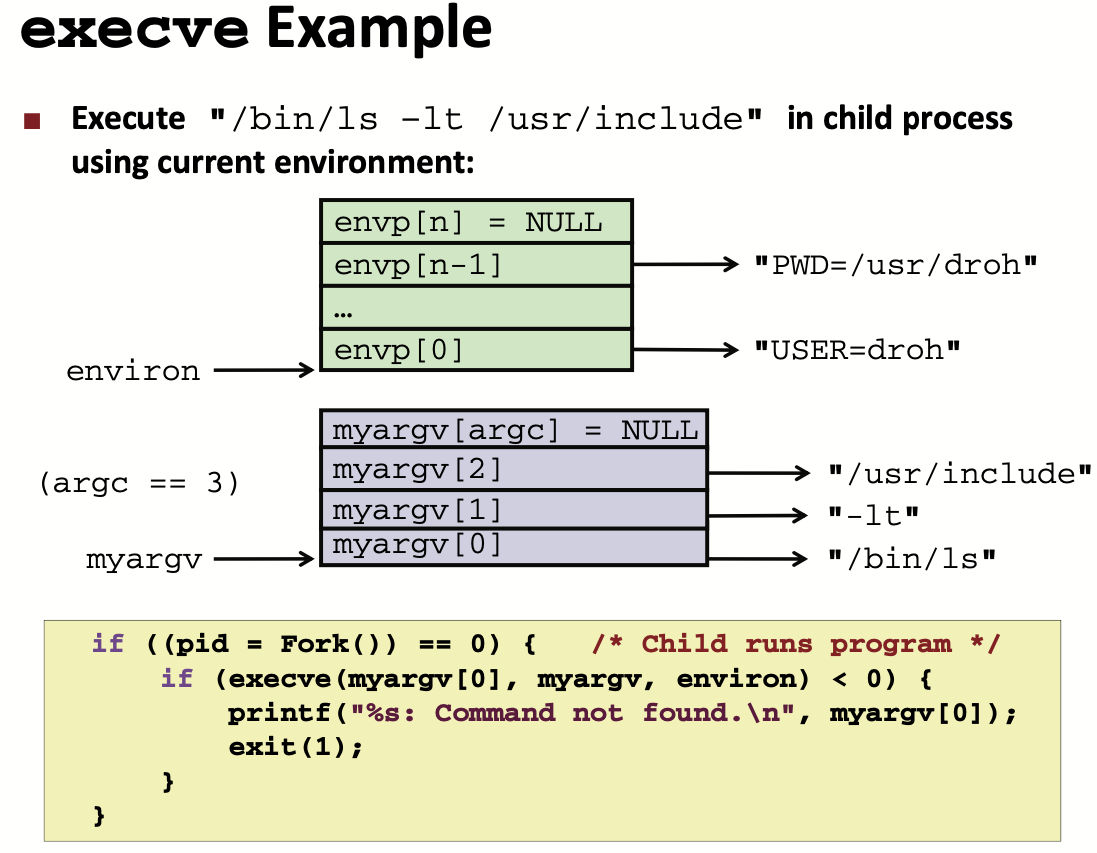 execve Example
■ Execute "/bin/ls –lt /usr/include" in child process
using current environment:
envp[n] = NULL
envp[n-1]
"PWD=/usr/droh"
…
envp[0]
"USER=droh"
environ
myargv[argc] = NULL
myargv[2]
"/usr/include"
(argc == 3)
myargv[1]
"-lt"
myargv[0]
"/bin/ls"
myargv
if ((pid = Fork()) == 0) {   /* Child runs program */
    if (execve(myargv[0], myargv, environ) < 0) {
        printf("%s: Command not found.\n", myargv[0]);
        exit(1);
    }
}